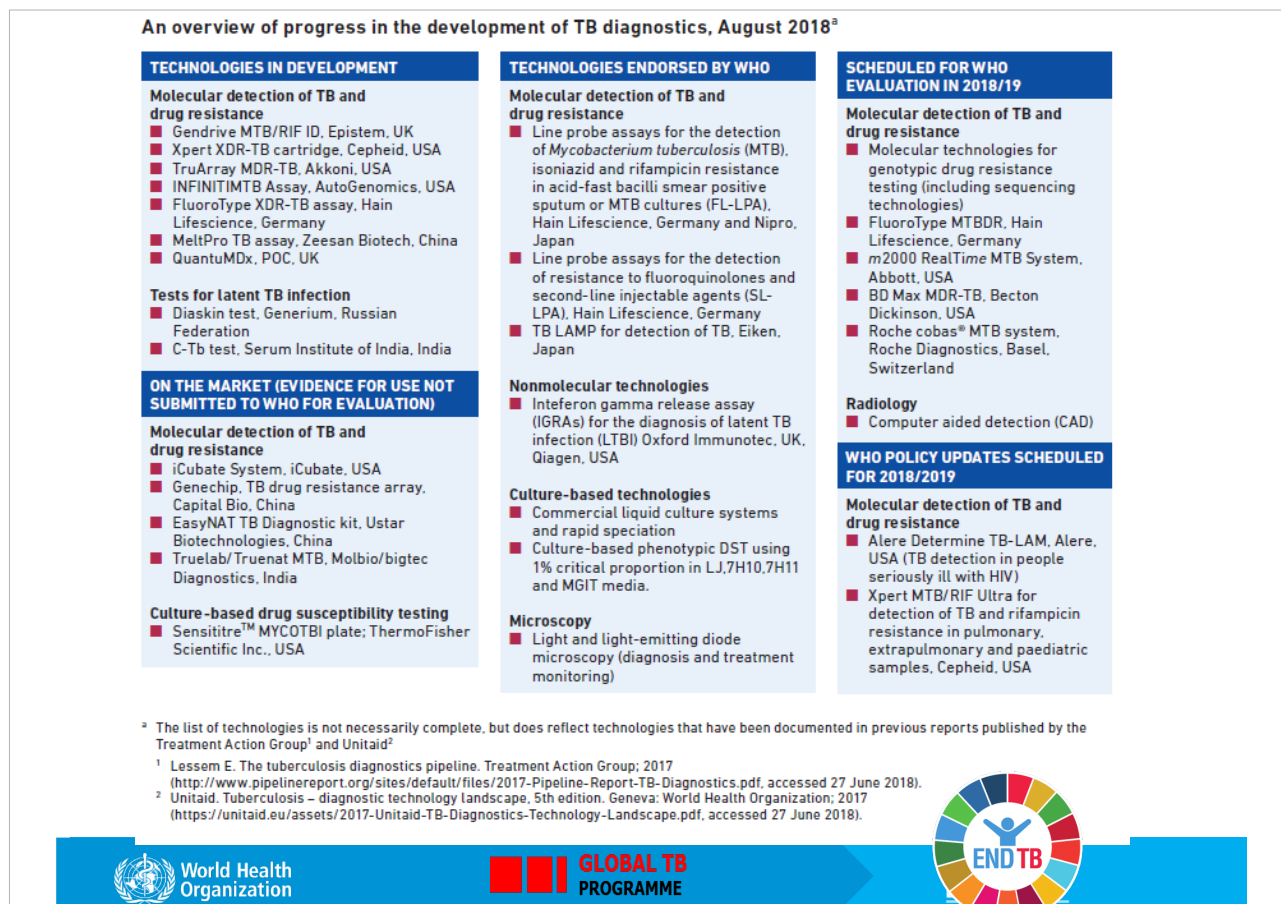 An overview of progress in the development of TB diagnostics, August 2018ª
TECHNOLOGIES IN DEVELOPMENT
Molecular detection of TB and
drug resistance
■ Gendrive MTB/RIF ID, Epistem, UK
■ Xpert XDR-TB cartridge, Cepheid, USA
■ TruArray MDR-TB, Akkoni, USA
■ INFINITIMTB Assay, AutoGenomics, USA
■ FluoroType XDR-TB assay, Hain
Lifescience, Germany
■ MeltPro TB assay, Zeesan Biotech, China
■ QuantuMDx, POC, UK
Tests for latent TB infection
■ Diaskin test, Generium, Russian
Federation
■ C-Tb test, Serum Institute of India, India
ON THE MARKET (EVIDENCE FOR USE NOT
SUBMITTED TO WHO FOR EVALUATION)
Molecular detection of TB and
drug resistance
■ iCubate System, iCubate, USA
■ Genechip, TB drug resistance array,
Capital Bio, China
■ EasyNAT TB Diagnostic kit, Ustar
Biotechnologies, China
■ Truelab/Truenat MTB, Molbio/bigtec
Diagnostics, India
Culture-based drug susceptibility testing
■ Sensititre™ MYCOTBI plate; ThermoFisher
Scientific Inc., USA
TECHNOLOGIES ENDORSED BY WHO
Molecular detection of TB and
drug resistance
■ Line probe assays for the detection
of Mycobacterium tuberculosis (MTB),
isoniazid and rifampicin resistance
in acid-fast bacilli smear positive
sputum or MTB cultures (FL-LPA),
Hain Lifescience, Germany and Nipro,
Japan
■ Line probe assays for the detection
of resistance to fluoroquinolones and
second-line injectable agents (SL-
LPA), Hain Lifescience, Germany
■ TB LAMP for detection of TB, Eiken,
Japan
Nonmolecular technologies
■ Inteferon gamma release assay
(IGRAs) for the diagnosis of latent TB
infection (LTBI) Oxford Immunotec, UK,
Qiagen, USA
Culture-based technologies
■ Commercial liquid culture systems
and rapid speciation
■ Culture-based phenotypic DST using
1% critical proportion in LJ,7H10,7H11
and MGIT media.
Microscopy
■ Light and light-emitting diode
microscopy (diagnosis and treatment
monitoring)
SCHEDULED FOR WHO
EVALUATION IN 2018/19
Molecular detection of TB and
drug resistance
■ Molecular technologies for
genotypic drug resistance
testing (including sequencing
technologies)
■ FluoroType MTBDR, Hain
Lifescience, Germany
■ m2000 RealTime MTB System,
Abbott, USA
■ BD Max MDR-TB, Becton
Dickinson, USA
■ Roche cobas® MTB system,
Roche Diagnostics, Basel,
Switzerland
Radiology
■ Computer aided detection (CAD)
WHO POLICY UPDATES SCHEDULED
FOR 2018/2019
Molecular detection of TB and
drug resistance
■ Alere Determine TB-LAM, Alere,
USA (TB detection in people
seriously ill with HIV)
■ Xpert MTB/RIF Ultra for
detection of TB and rifampicin
resistance in pulmonary,
extrapulmonary and paediatric
samples, Cepheid, USA
ª The list of technologies is not necessarily complete, but does reflect technologies that have been documented in previous reports published by the
Treatment Action Group¹ and Unitaid²
¹ Lessem E. The tuberculosis diagnostics pipeline. Treatment Action Group; 2017
(http://www.pipelinereport.org/sites/default/files/2017-Pipeline-Report-TB-Diagnostics.pdf, accessed 27 June 2018).
² Unitaid. Tuberculosis – diagnostic technology landscape, 5th edition. Geneva: World Health Organization; 2017
(https://unitaid.eu/assets/2017-Unitaid-TB-Diagnostics-Technology-Landscape.pdf, accessed 27 June 2018).
World Health
Organization
GLOBAL TB
PROGRAMME
END TB